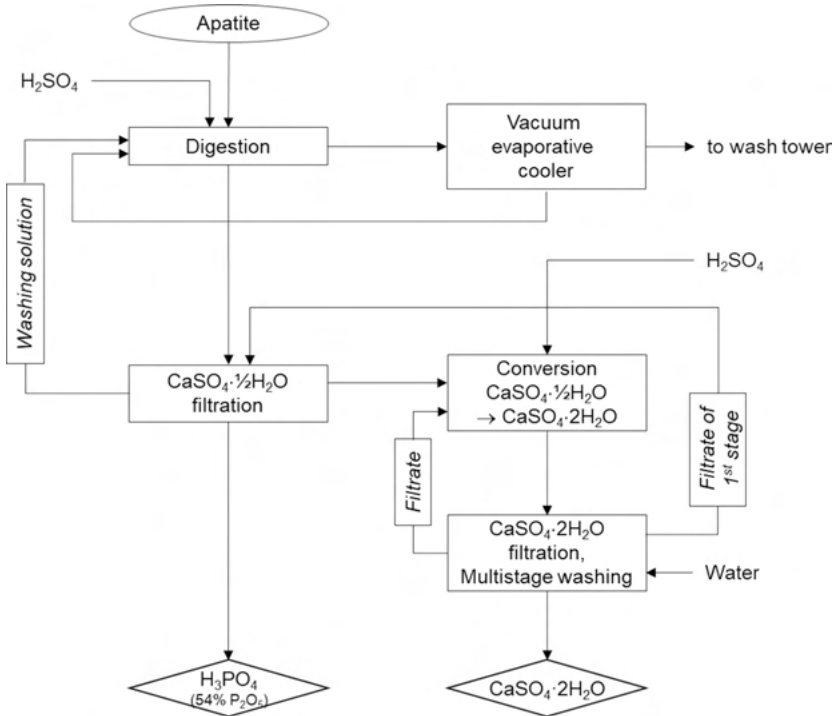 Apatite
H₂SO₄
Digestion
Vacuum
evaporative
cooler
to wash tower
Washing solution
H₂SO₄
CaSO₄·½H₂O
filtration
Conversion
CaSO₄·½H₂O
→ CaSO₄·2H₂O
Filtrate
Filtrate of
1ˢᵗ stage
CaSO₄·2H₂O
filtration,
Multistage washing
Water
H₃PO₄
(54% P₂O₅)
CaSO₄·2H₂O